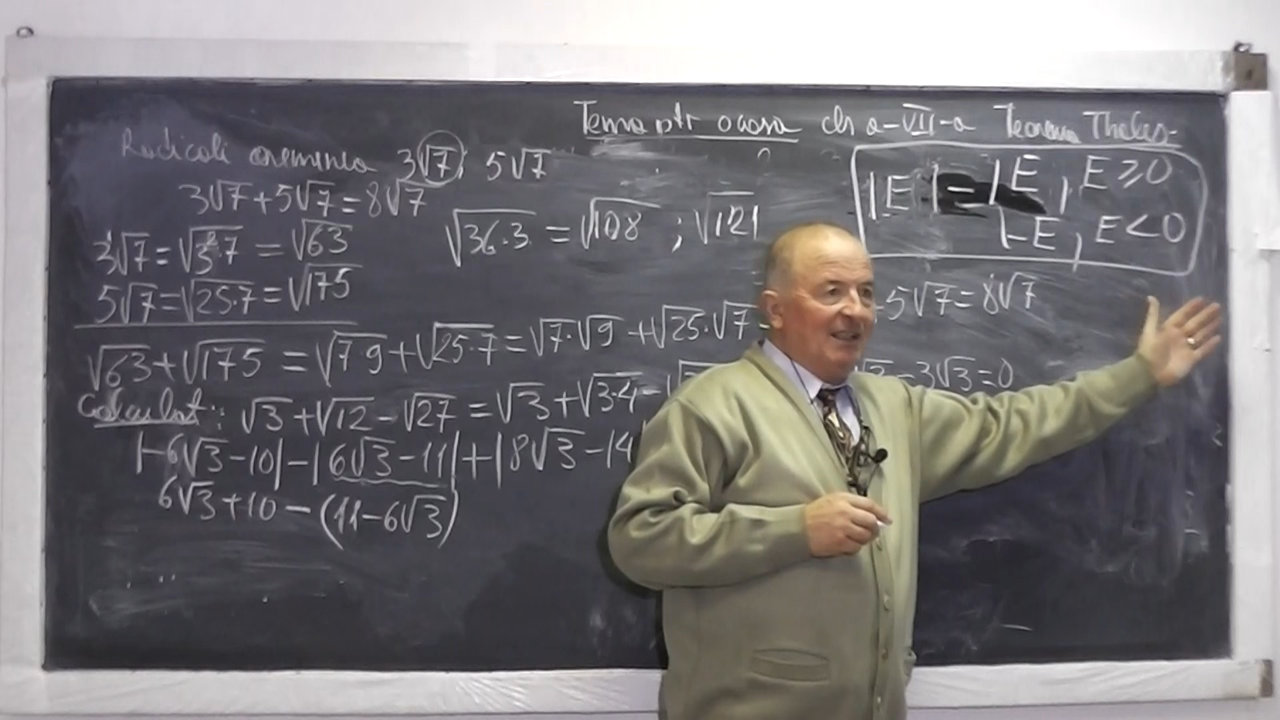 Tema ptr acasa cls a-VII-a Teorema Thales
Radicali asemenea 3√7; 5√7
3√7+5√7=8√7
|E|= E, E≥0
-E, E<0
3√7=√3²·7 =√63
√36·3 =√108 ;√121
5√7=√25·7=√175
√63+√175 =√7·9+√25·7=√7·√9 +√25·√7= 5√7=8√7
Calculat: √3+√12-√27 =√3+√3·4- -3√3=0
|-6√3-10|-|6√3-11|+|8√3-14|
6√3+10-(11-6√3)